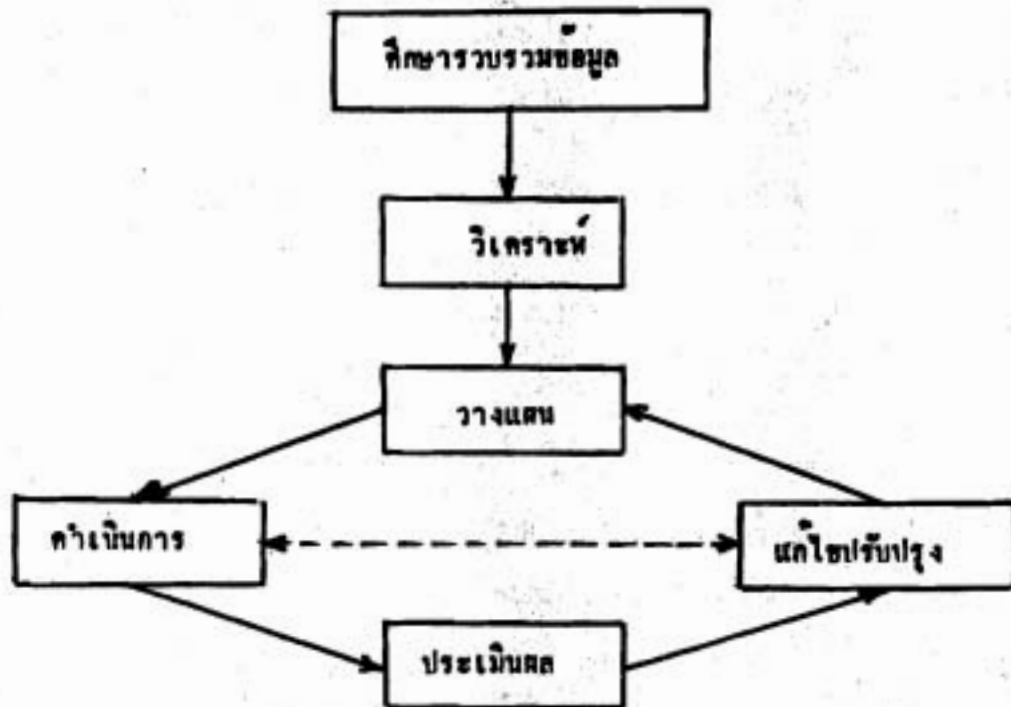 ศึกษารวบรวมข้อมูล
วิเคราะห์
วางแผน
ดำเนินการ
แก้ไขปรับปรุง
ประเมินผล